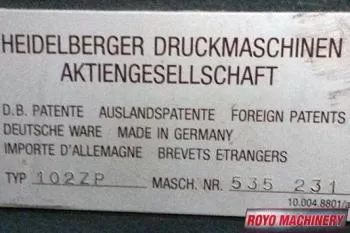 HEIDELBERGER DRUCKMASCHINEN
AKTIENGESELLSCHAFT
D.B. PATENTE AUSLANDSPATENTE FOREIGN PATENTS
DEUTSCHE WARE MADE IN GERMANY
IMPORTE D'ALLEMAGNE BREVETS ETRANGERS
TYP 102ZP MASCH. NR. 535 231
10.004.8801/a
ROYO MACHINERY